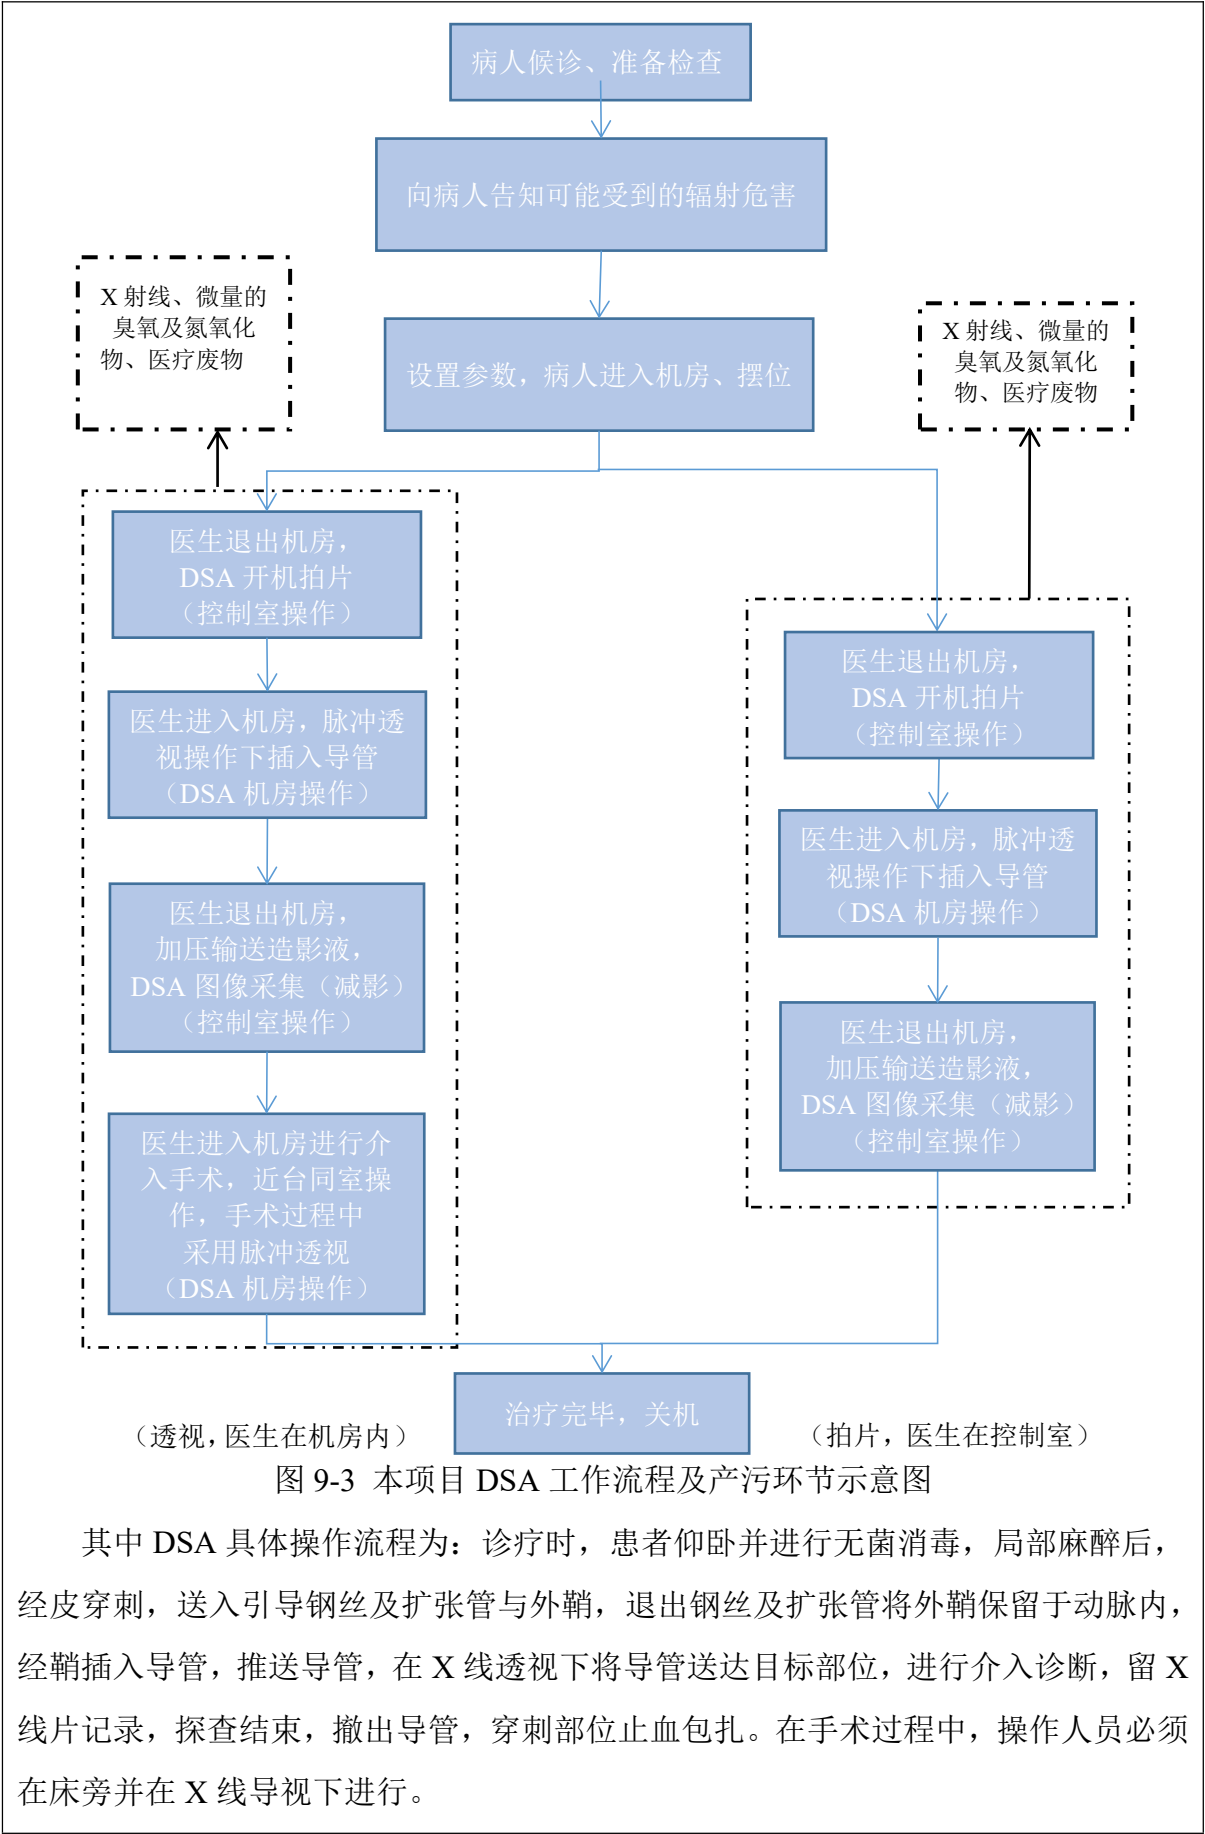 病人候诊、准备检查
向病人告知可能受到的辐射危害
X 射线、微量的
臭氧及氮氧化
物、医疗废物
X 射线、微量的
臭氧及氮氧化
物、医疗废物
设置参数，病人进入机房、摆位
医生退出机房，
DSA 开机拍片
（控制室操作）
医生进入机房，脉冲透
视操作下插入导管
（DSA 机房操作）
医生退出机房，
加压输送造影液，
DSA 图像采集（减影）
（控制室操作）
医生进入机房进行介
入手术，近台同室操
作，手术过程中
采用脉冲透视
（DSA 机房操作）
医生退出机房，
DSA 开机拍片
（控制室操作）
医生进入机房，脉冲透
视操作下插入导管
（DSA 机房操作）
医生退出机房，
加压输送造影液，
DSA 图像采集（减影）
（控制室操作）
治疗完毕，关机
（透视，医生在机房内）
（拍片，医生在控制室）
图 9-3 本项目 DSA 工作流程及产污环节示意图
其中 DSA 具体操作流程为：诊疗时，患者仰卧并进行无菌消毒，局部麻醉后，
经皮穿刺，送入引导钢丝及扩张管与外鞘，退出钢丝及扩张管将外鞘保留于动脉内，
经鞘插入导管，推送导管，在 X 线透视下将导管送达目标部位，进行介入诊断，留 X
线片记录，探查结束，撤出导管，穿刺部位止血包扎。在手术过程中，操作人员必须
在床旁并在 X 线导视下进行。